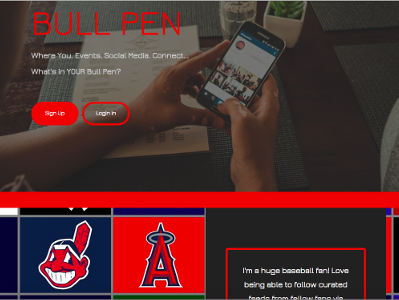 BULL PEN
Where You. Events. Social Media. Connect...
What's in YOUR Bull Pen?
Sign Up
Login In
I'm a huge baseball fan! Love
being able to follow curated
feeds from fellow fans via